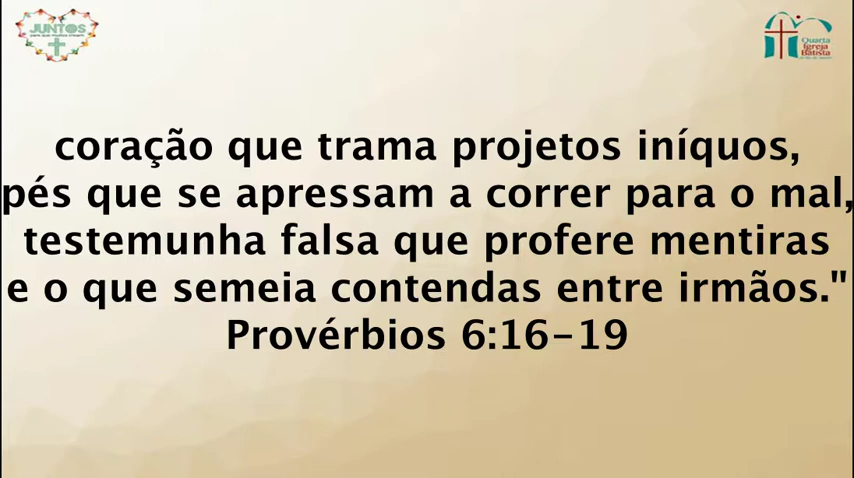 JUNTOS
Quarta
Igreja
Batista
coração que trama projetos iníquos,
pés que se apressam a correr para o mal,
testemunha falsa que profere mentiras
e o que semeia contendas entre irmãos."
Provérbios 6:16-19